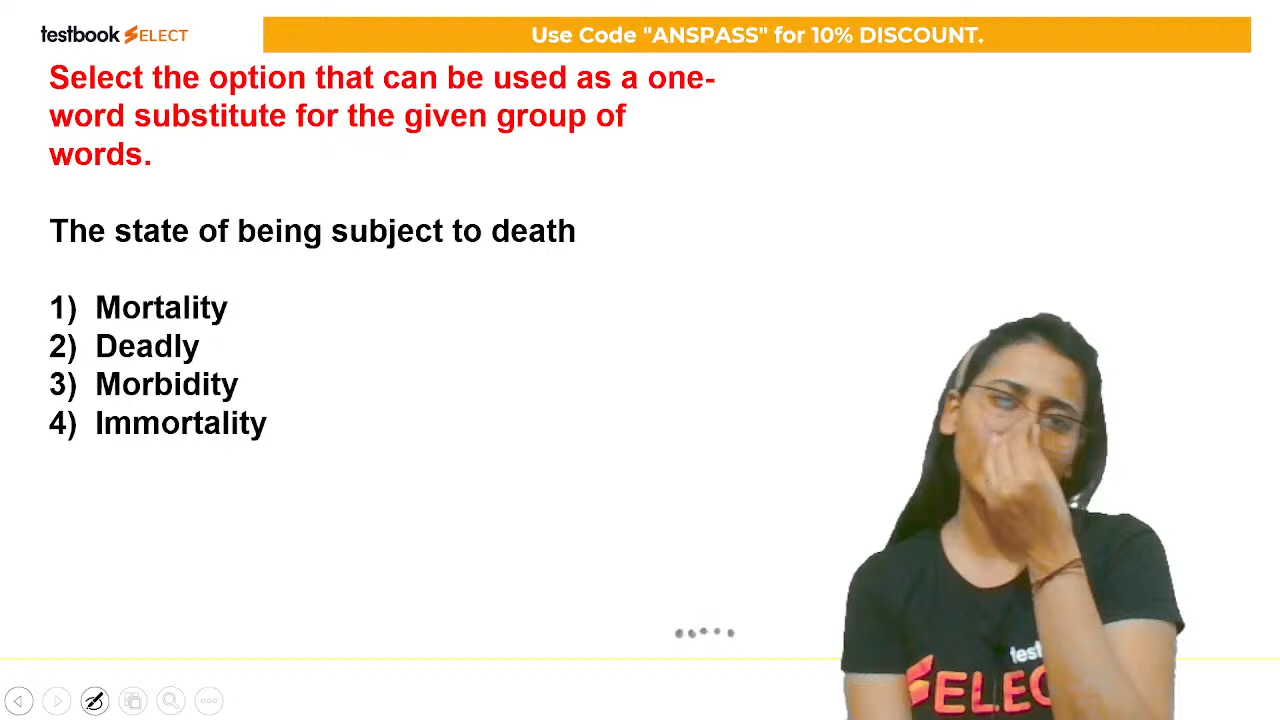 testbook SELECT
Use Code "ANSPASS" for 10% DISCOUNT.
Select the option that can be used as a one-
word substitute for the given group of
words.
The state of being subject to death
1) Mortality
2) Deadly
3) Morbidity
4) Immortality
SELEC